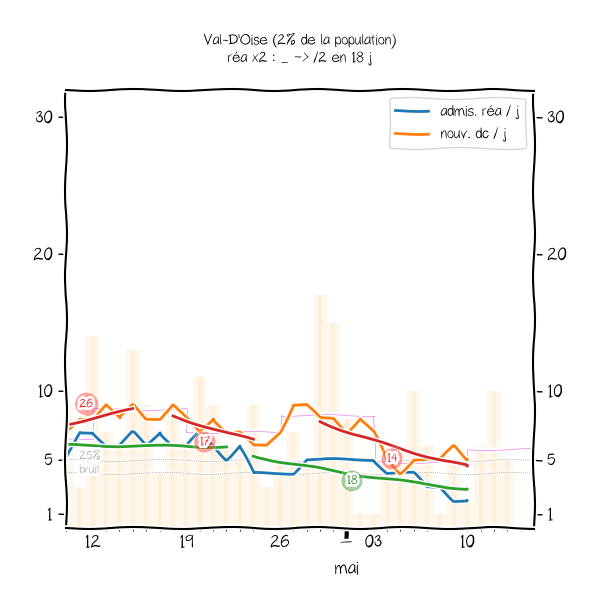 Val-D'Oise (2% de la population)
réa x2 : _ -> /2 en 18 j
admis. réa / j
nouv. dc / j
30 30
20 20
10 10
5 5
1 1
26
17
14
18
25%
bruit
12 19 26 03 10
mai